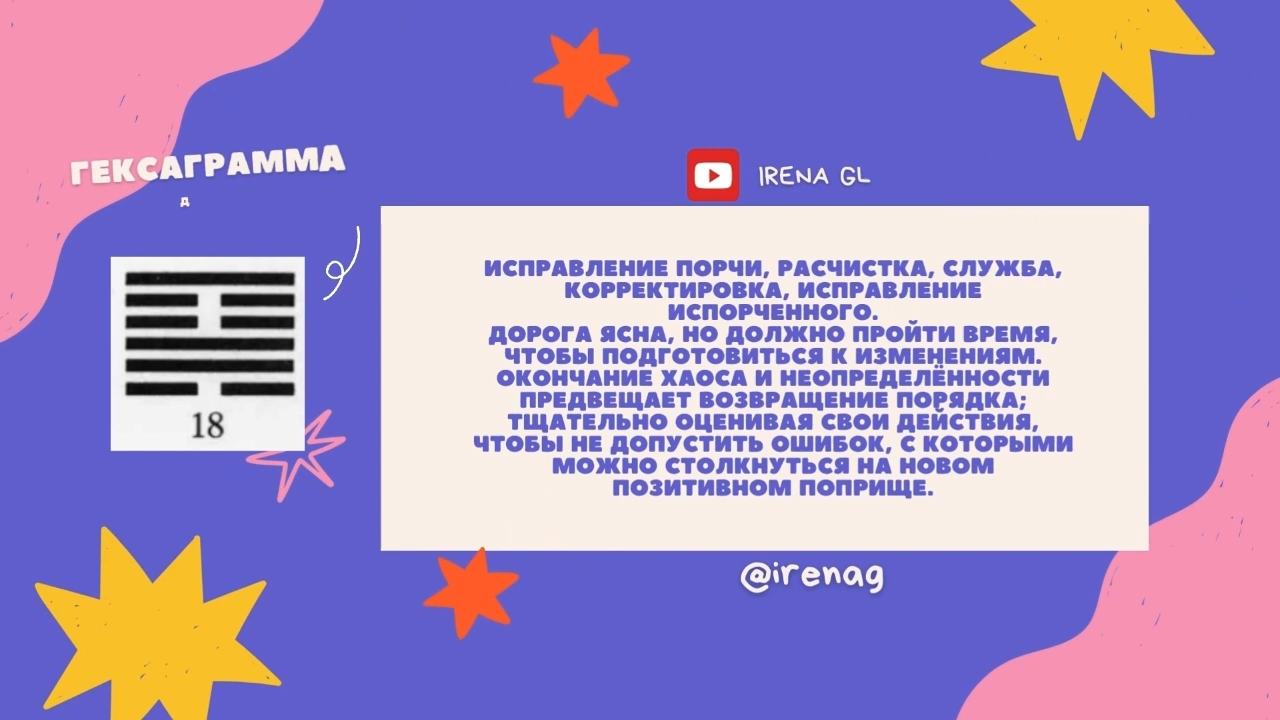 ГЕКСАГРАММА
Д
18
IRENA GL
ИСПРАВЛЕНИЕ ПОРЧИ, РАСЧИСТКА, СЛУЖБА,
КОРРЕКТИРОВКА, ИСПРАВЛЕНИЕ
ИСПОРЧЕННОГО.
ДОРОГА ЯСНА, НО ДОЛЖНО ПРОЙТИ ВРЕМЯ,
ЧТОБЫ ПОДГОТОВИТЬСЯ К ИЗМЕНЕНИЯМ.
ОКОНЧАНИЕ ХАОСА И НЕОПРЕДЕЛЁННОСТИ
ПРЕДВЕЩАЕТ ВОЗВРАЩЕНИЕ ПОРЯДКА;
ТЩАТЕЛЬНО ОЦЕНИВАЯ СВОИ ДЕЙСТВИЯ,
ЧТОБЫ НЕ ДОПУСТИТЬ ОШИБОК, С КОТОРЫМИ
МОЖНО СТОЛКНУТЬСЯ НА НОВОМ
ПОЗИТИВНОМ ПОПРИЩЕ.
@irenag